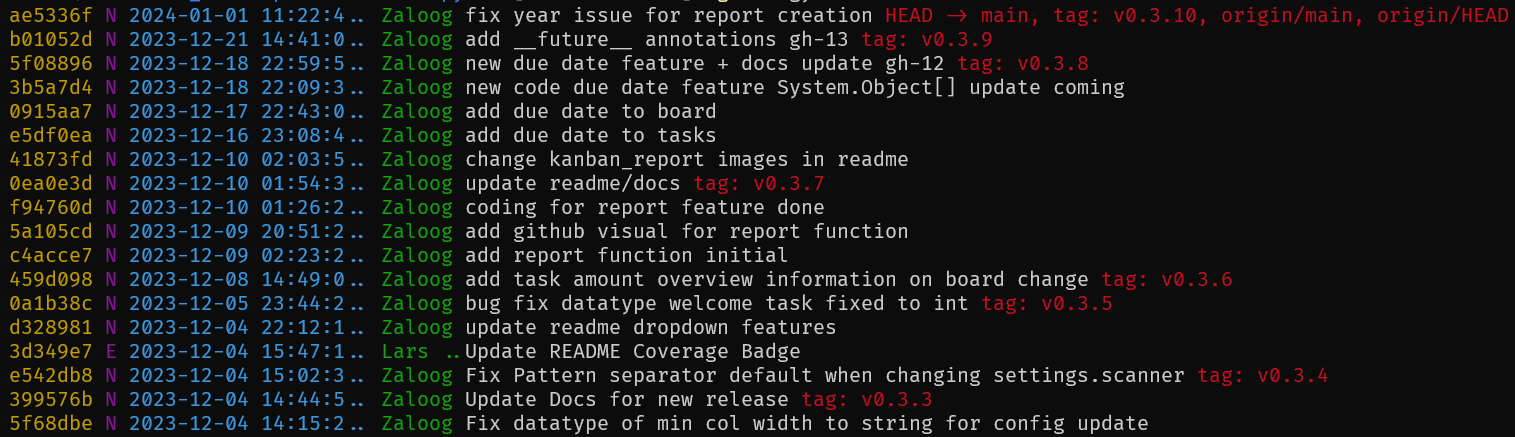 ae5336f N 2024-01-01 11:22:4.. Zaloog fix year issue for report creation HEAD -> main, tag: v0.3.10, origin/main, origin/HEAD
b01052d N 2023-12-21 14:41:0.. Zaloog add __future__ annotations gh-13 tag: v0.3.9
5f08896 N 2023-12-18 22:59:5.. Zaloog new due date feature + docs update gh-12 tag: v0.3.8
3b5a7d4 N 2023-12-18 22:09:3.. Zaloog new code due date feature System.Object[] update coming
0915aa7 N 2023-12-17 22:43:0.. Zaloog add due date to board
e5df0ea N 2023-12-16 23:08:4.. Zaloog add due date to tasks
41873fd N 2023-12-10 02:03:5.. Zaloog change kanban_report images in readme
0ea0e3d N 2023-12-10 01:54:3.. Zaloog update readme/docs tag: v0.3.7
f94760d N 2023-12-10 01:26:2.. Zaloog coding for report feature done
5a105cd N 2023-12-09 20:51:2.. Zaloog add github visual for report function
c4acce7 N 2023-12-09 02:23:2.. Zaloog add report function initial
459d098 N 2023-12-08 14:49:0.. Zaloog add task amount overview information on board change tag: v0.3.6
0a1b38c N 2023-12-05 23:44:2.. Zaloog bug fix datatype welcome task fixed to int tag: v0.3.5
d328981 N 2023-12-04 22:12:1.. Zaloog update readme dropdown features
3d349e7 E 2023-12-04 15:47:1.. Lars ..Update README Coverage Badge
e542db8 N 2023-12-04 15:02:3.. Zaloog Fix Pattern separator default when changing settings.scanner tag: v0.3.4
399576b N 2023-12-04 14:44:5.. Zaloog Update Docs for new release tag: v0.3.3
5f68dbe N 2023-12-04 14:15:2.. Zaloog Fix datatype of min col width to string for config update